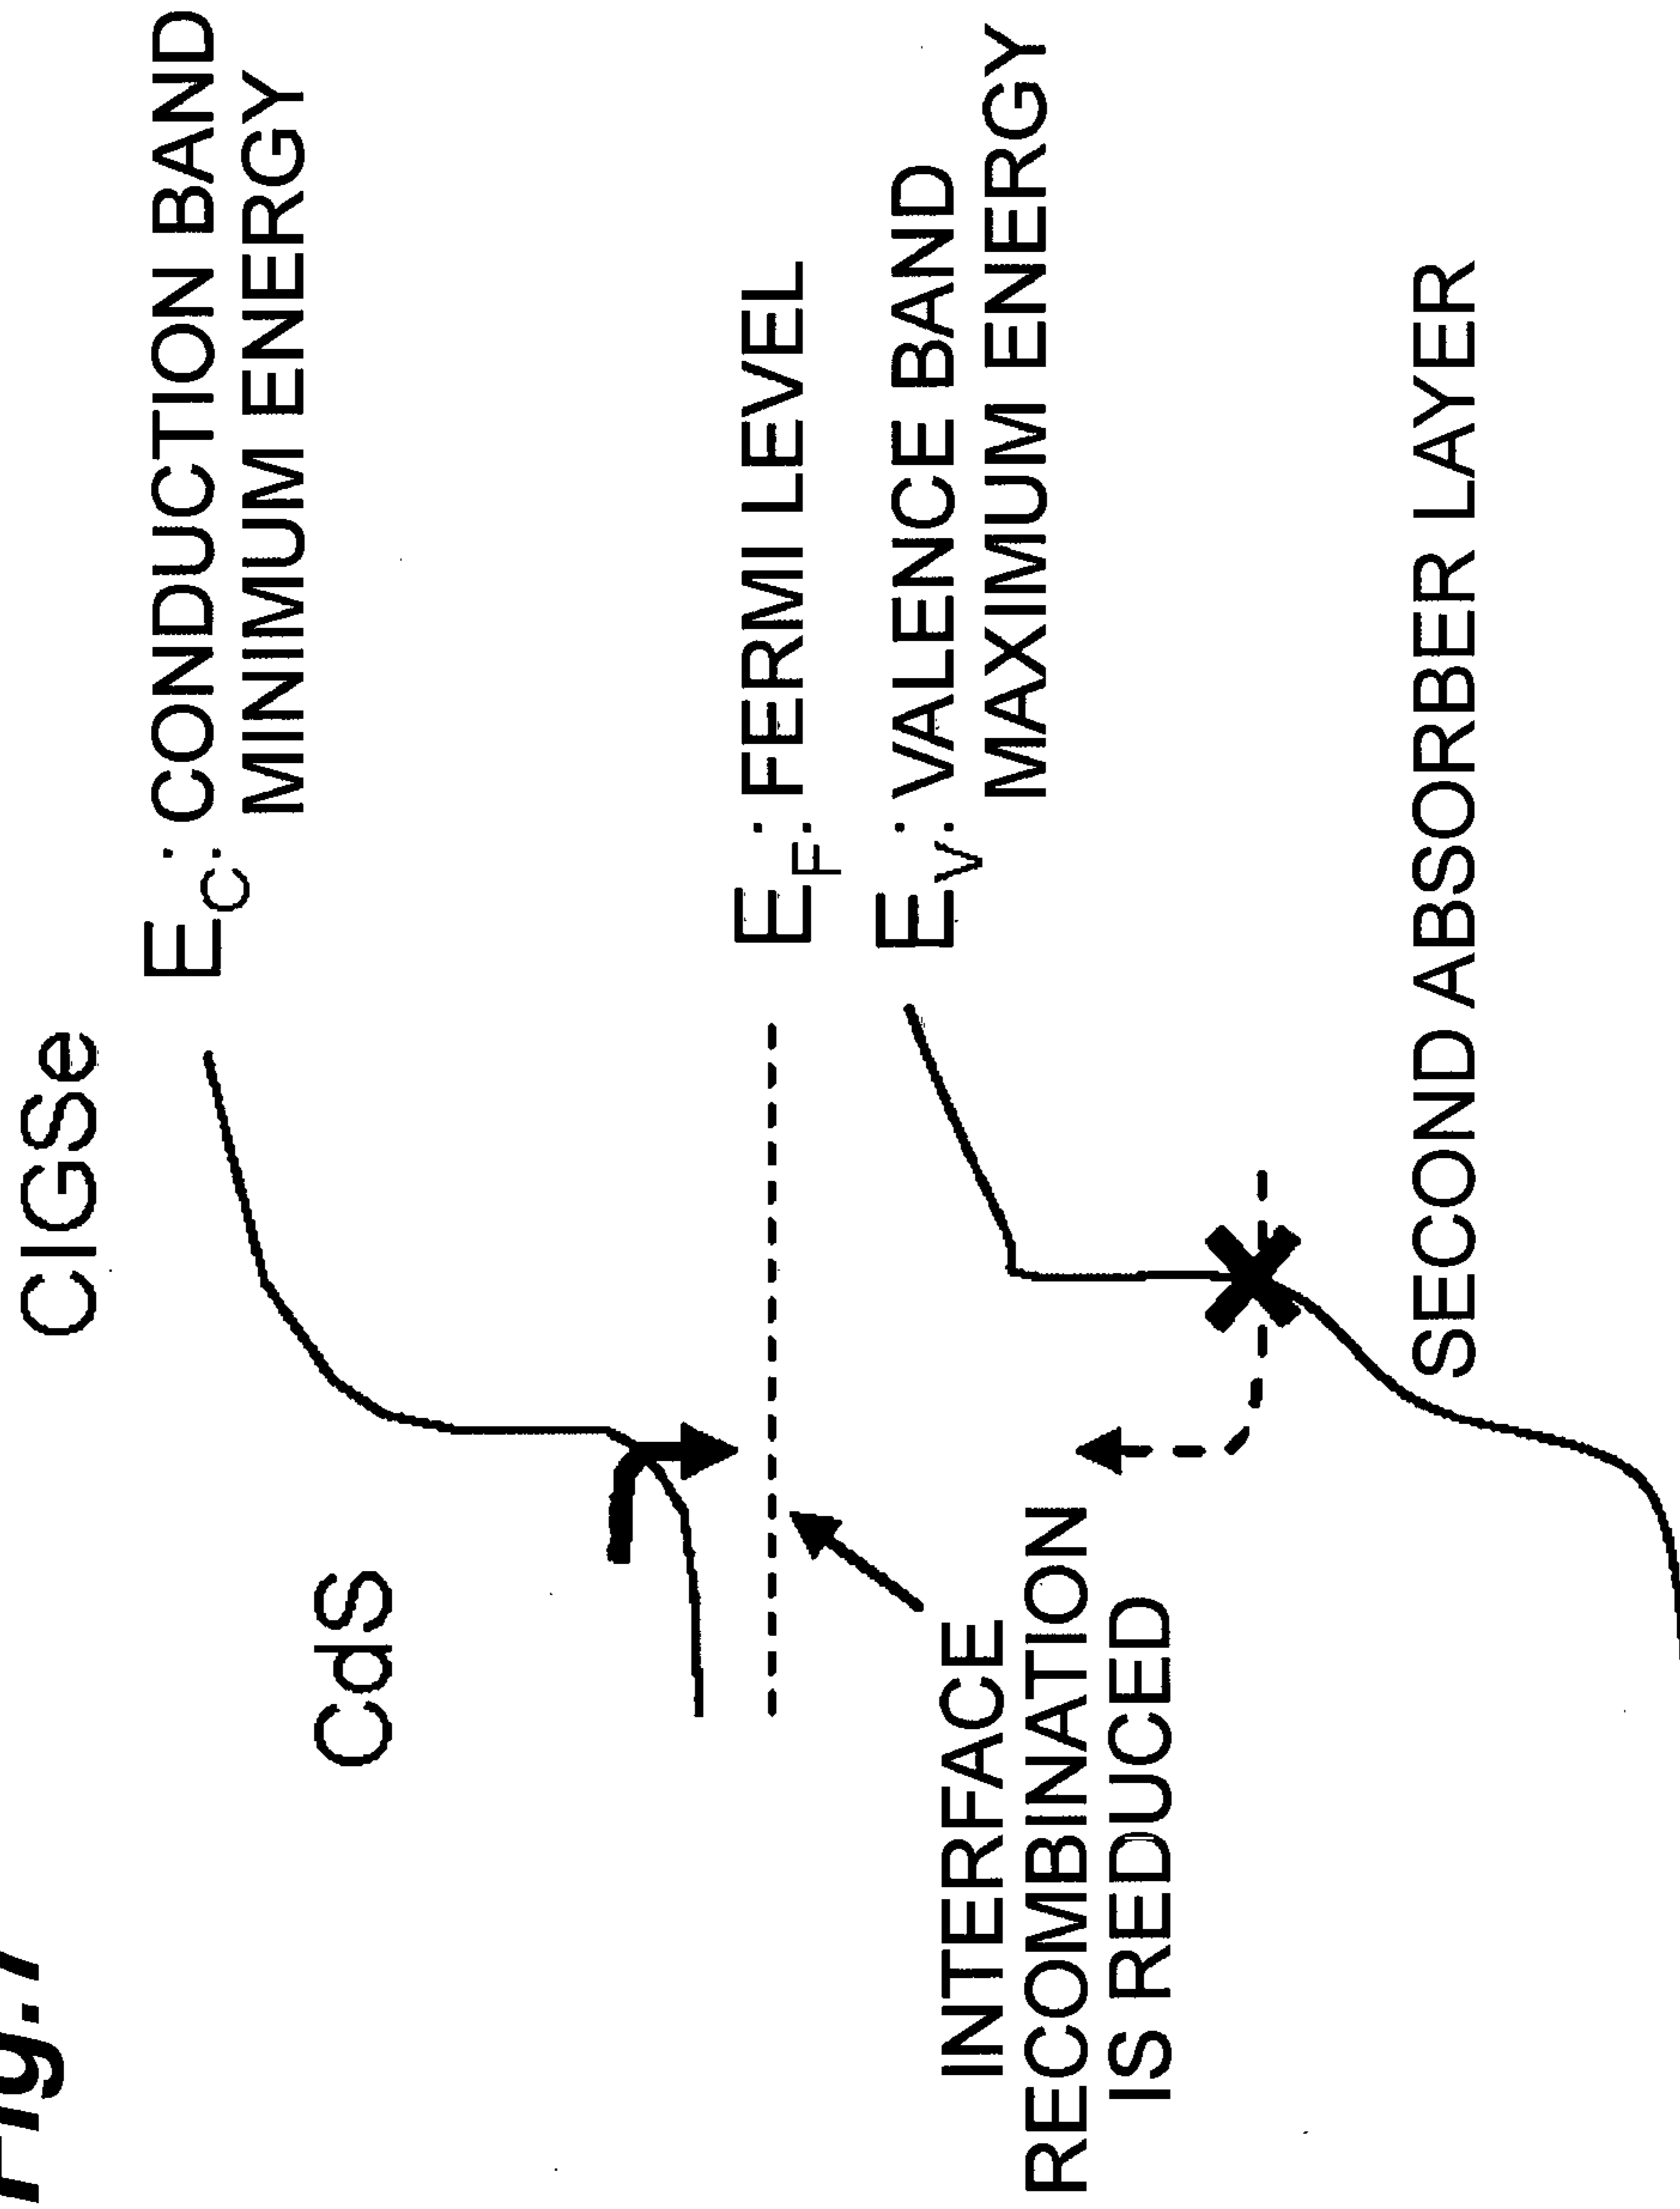 Fig.7
CIGSe
CdS
E_C: CONDUCTION BAND
MINIMUM ENERGY
E_F: FERMI LEVEL
E_V: VALENCE BAND
MAXIMUM ENERGY
INTERFACE
RECOMBINATION
IS REDUCED
SECOND ABSORBER LAYER